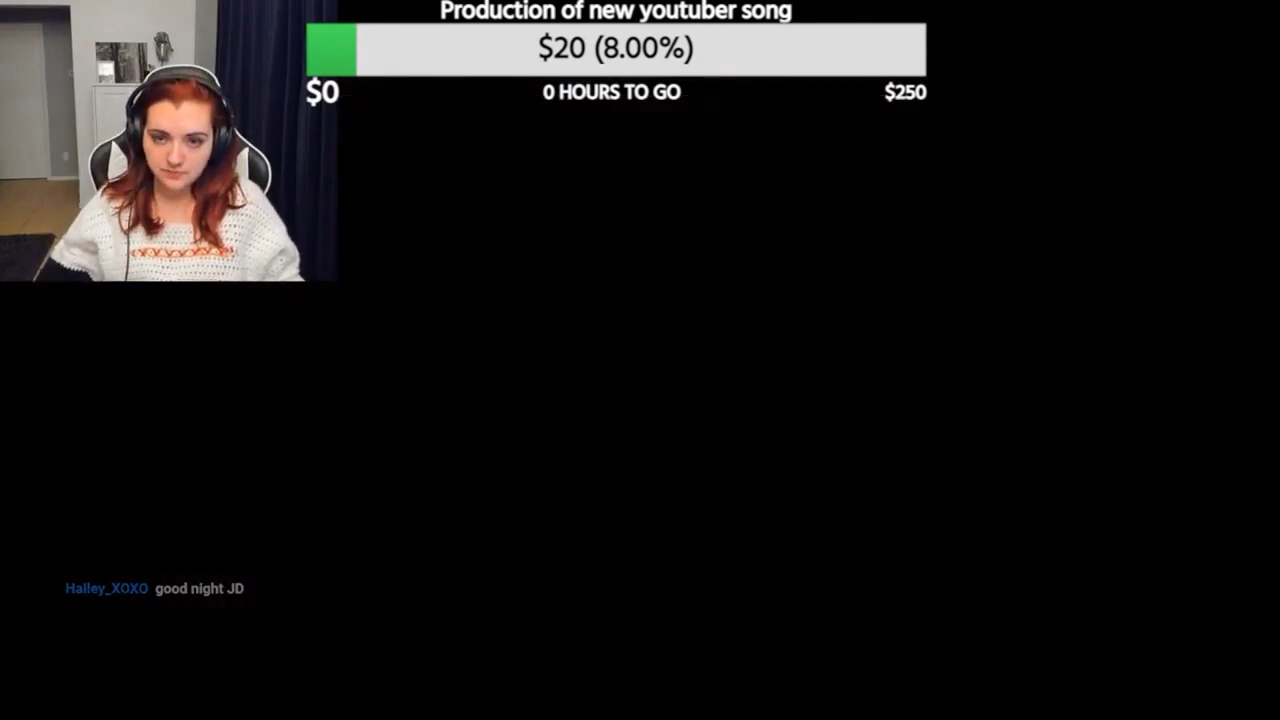 Production of new youtuber song
$20 (8.00%)
$0
0 HOURS TO GO
$250
Hailey_XOXO good night JD